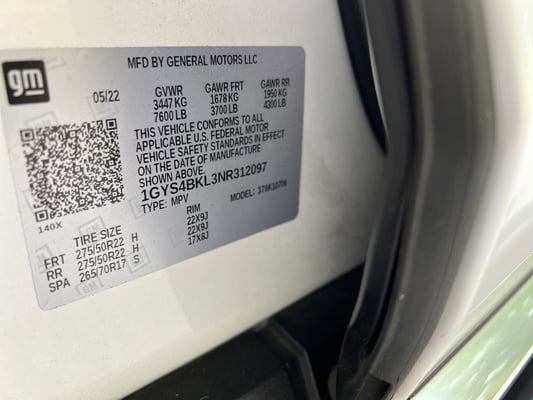 gm
MFD BY GENERAL MOTORS LLC
05/22 GVWR GAWR FRT GAWR RR
3447 KG 1678 KG 1950 KG
7600 LB 3700 LB 4300 LB
THIS VEHICLE CONFORMS TO ALL
APPLICABLE U.S. FEDERAL MOTOR
VEHICLE SAFETY STANDARDS IN EFFECT
ON THE DATE OF MANUFACTURE
SHOWN ABOVE.
1GYS4BKL3NR312097
TYPE: MPV MODEL: 376K10706
140X
TIRE SIZE RIM
FRT 275/50R22 H 22X9J
RR 275/50R22 H 22X9J
SPA 265/70R17 S 17X8J